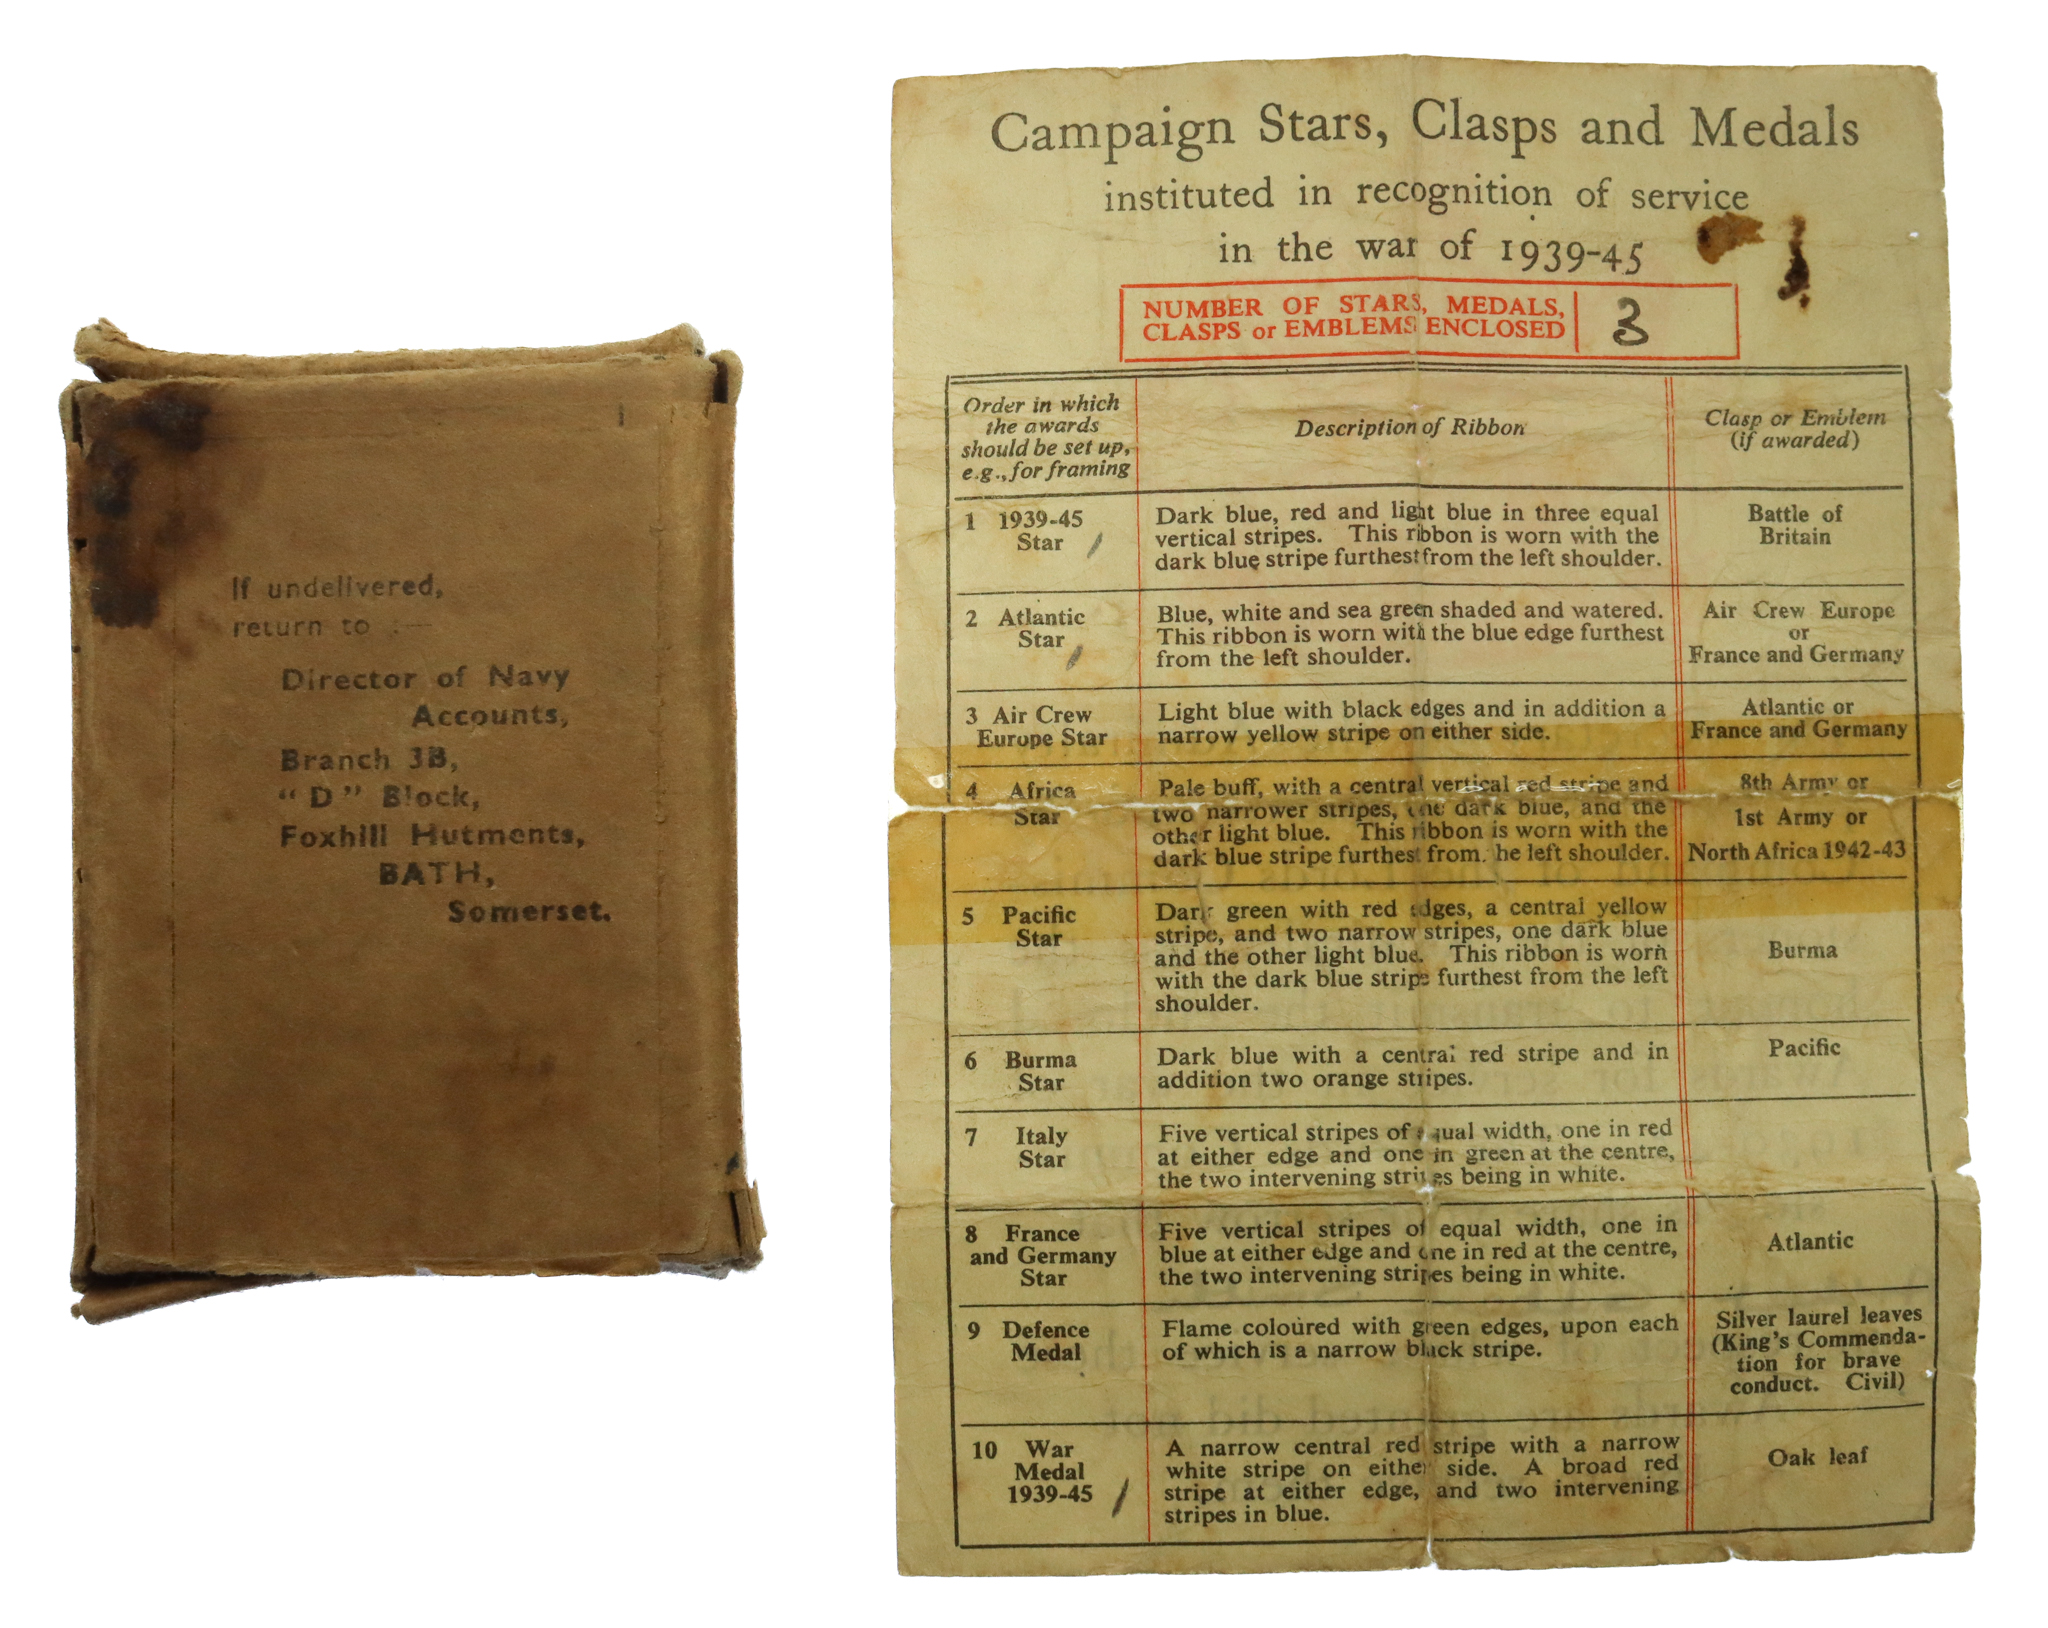 If undelivered,
return to :—
Director of Navy
Accounts,
Branch 3B,
“D” Block,
Foxhill Hutments,
BATH,
Somerset.
Campaign Stars, Clasps and Medals
instituted in recognition of service
in the war of 1939-45
NUMBER OF STARS, MEDALS,
CLASPS or EMBLEMS ENCLOSED
3
Order in which
the awards
should be set up,
e.g., for framing
Description of Ribbon
Clasp or Emblem
(if awarded)
1 1939-45
Star /
Dark blue, red and light blue in three equal
vertical stripes. This ribbon is worn with the
dark blue stripe furthest from the left shoulder.
Battle of
Britain
2 Atlantic
Star /
Blue, white and sea green shaded and watered.
This ribbon is worn with the blue edge furthest
from the left shoulder.
Air Crew Europe
or
France and Germany
3 Air Crew
Europe Star
Light blue with black edges and in addition a
narrow yellow stripe on either side.
Atlantic or
France and Germany
4 Africa
Star
Pale buff, with a central vertical red stripe and
two narrower stripes, one dark blue, and the
other light blue. This ribbon is worn with the
dark blue stripe furthest from the left shoulder.
8th Army or
1st Army or
North Africa 1942-43
5 Pacific
Star
Dark green with red edges, a central yellow
stripe, and two narrow stripes, one dark blue
and the other light blue. This ribbon is worn
with the dark blue stripe furthest from the left
shoulder.
Burma
6 Burma
Star
Dark blue with a central red stripe and in
addition two orange stripes.
Pacific
7 Italy
Star
Five vertical stripes of equal width, one in red
at either edge and one in green at the centre,
the two intervening stripes being in white.
8 France
and Germany
Star
Five vertical stripes of equal width, one in
blue at either edge and one in red at the centre,
the two intervening stripes being in white.
Atlantic
9 Defence
Medal
Flame coloured with green edges, upon each
of which is a narrow black stripe.
Silver laurel leaves
(King's Commenda-
tion for brave
conduct. Civil)
10 War
Medal
1939-45 /
A narrow central red stripe with a narrow
white stripe on either side. A broad red
stripe at either edge, and two intervening
stripes in blue.
Oak leaf